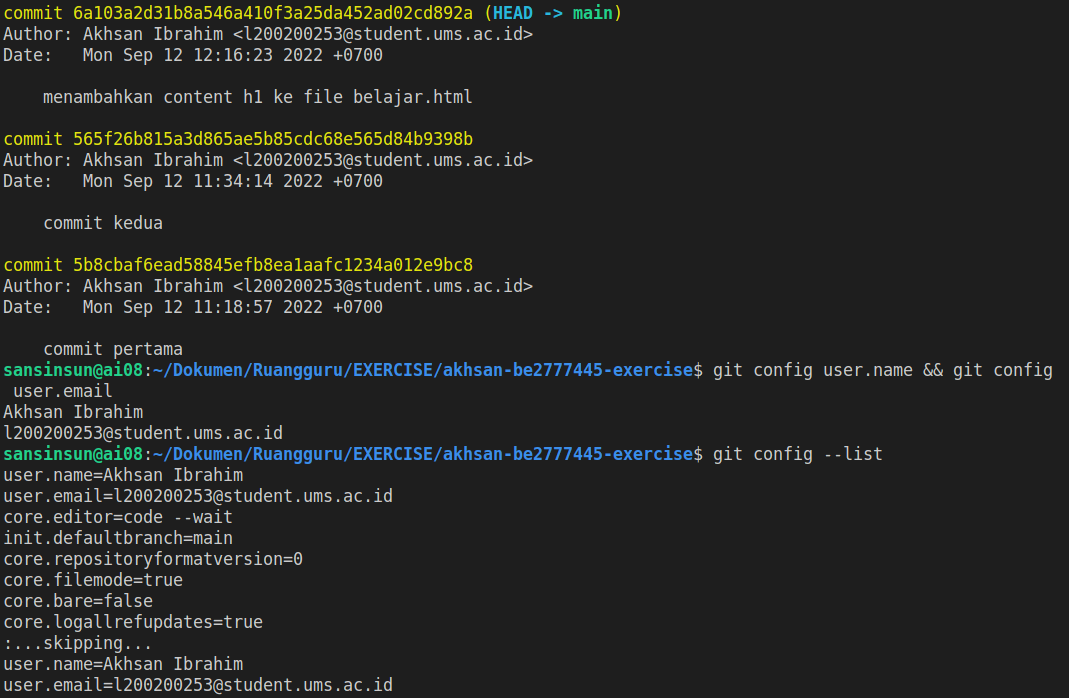 commit 6a103a2d31b8a546a410f3a25da452ad02cd892a (HEAD -> main)
Author: Akhsan Ibrahim <l200200253@student.ums.ac.id>
Date:   Mon Sep 12 12:16:23 2022 +0700

    menambahkan content h1 ke file belajar.html

commit 565f26b815a3d865ae5b85cdc68e565d84b9398b
Author: Akhsan Ibrahim <l200200253@student.ums.ac.id>
Date:   Mon Sep 12 11:34:14 2022 +0700

    commit kedua

commit 5b8cbaf6ead58845efb8ea1aafc1234a012e9bc8
Author: Akhsan Ibrahim <l200200253@student.ums.ac.id>
Date:   Mon Sep 12 11:18:57 2022 +0700

    commit pertama
sansinsun@ai08:~/Dokumen/Ruangguru/EXERCISE/akhsan-be2777445-exercise$ git config user.name && git config
 user.email
Akhsan Ibrahim
l200200253@student.ums.ac.id
sansinsun@ai08:~/Dokumen/Ruangguru/EXERCISE/akhsan-be2777445-exercise$ git config --list
user.name=Akhsan Ibrahim
user.email=l200200253@student.ums.ac.id
core.editor=code --wait
init.defaultbranch=main
core.repositoryformatversion=0
core.filemode=true
core.bare=false
core.logallrefupdates=true
:...skipping...
user.name=Akhsan Ibrahim
user.email=l200200253@student.ums.ac.id